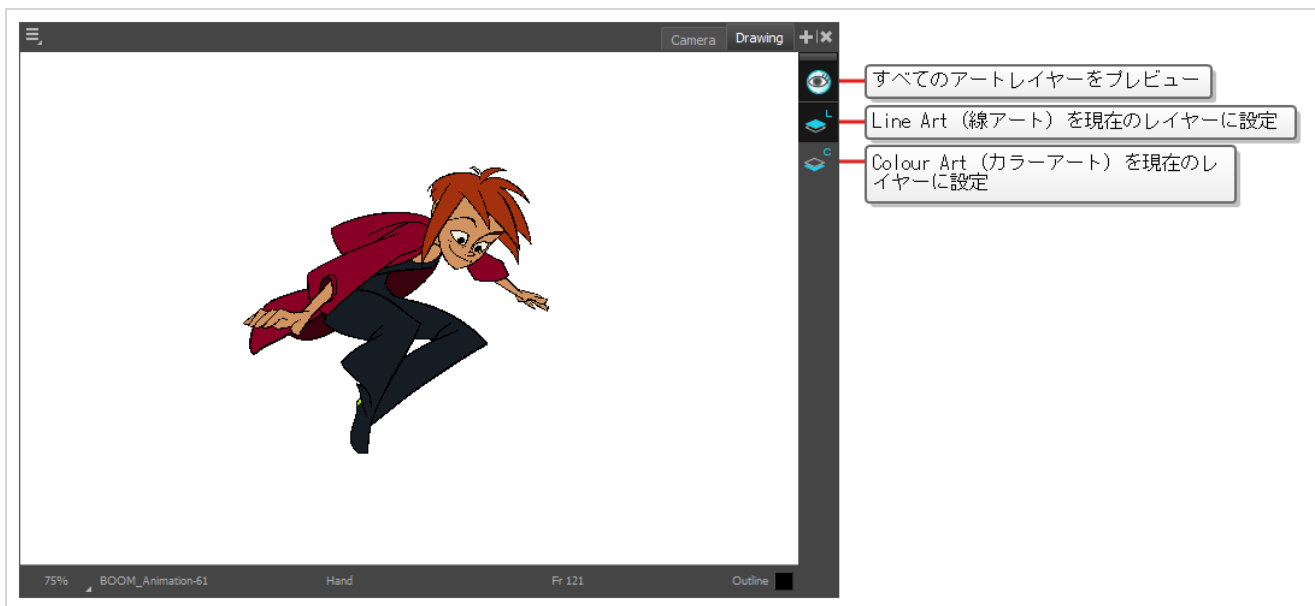 Camera Drawing
すべてのアートレイヤーをプレビュー
L
Line Art (線アート) を現在のレイヤーに設定
C
Colour Art (カラーアート) を現在のレ
イヤーに設定
75% BOOM_Animation-61 Hand Fr 121 Outline